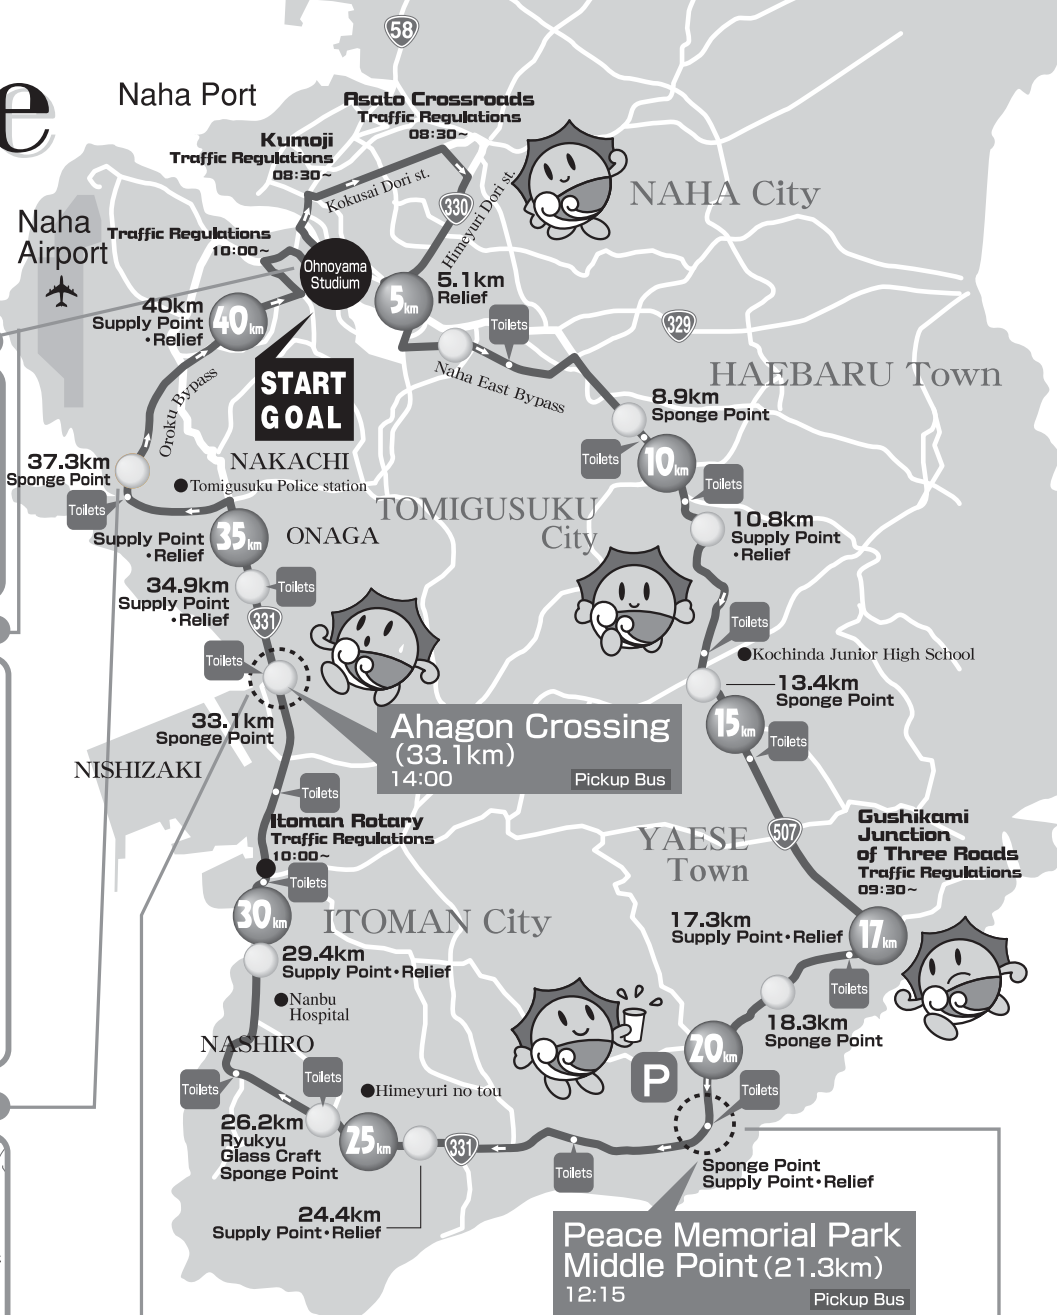 e
58
Naha Port
Asato Crossroads
Traffic Regulations
08:30~
Kumoji
Traffic Regulations
08:30~
Kokusai Dori st.
330
Himeyuri Dori st.
NAHA City
Naha
Airport
Traffic Regulations
10:00~
Ohnoyama
Studium
5km
5.1km
Relief
40km
Supply Point
•Relief
40km
START
GOAL
Toilets
329
Naha East Bypass
HAEBARU Town
8.9km
Sponge Point
Toilets
10km
Toilets
Oroku Bypass
37.3km
Sponge Point
Toilets
NAKACHI
Tomigusuku Police station
TOMIGUSUKU
City
10.8km
Supply Point
•Relief
Supply Point
•Relief
35km
ONAGA
34.9km
Supply Point
•Relief
Toilets
331
Toilets
33.1km
Sponge Point
Toilets
Kochinda Junior High School
13.4km
Sponge Point
15km
Toilets
Ahagon Crossing
(33.1km)
14:00
Pickup Bus
NISHIZAKI
Toilets
Itoman Rotary
Traffic Regulations
10:00~
Toilets
30km
ITOMAN City
YAESE
Town
507
Gushikami
Junction
of Three Roads
Traffic Regulations
09:30~
17.3km
Supply Point•Relief
17km
Toilets
29.4km
Supply Point•Relief
Nanbu
Hospital
18.3km
Sponge Point
20km
P
Toilets
NASHIRO
Toilets
Toilets
Himeyuri no tou
26.2km
Ryukyu
Glass Craft
Sponge Point
25km
331
Toilets
24.4km
Supply Point•Relief
Sponge Point
Supply Point•Relief
Peace Memorial Park
Middle Point (21.3km)
12:15
Pickup Bus